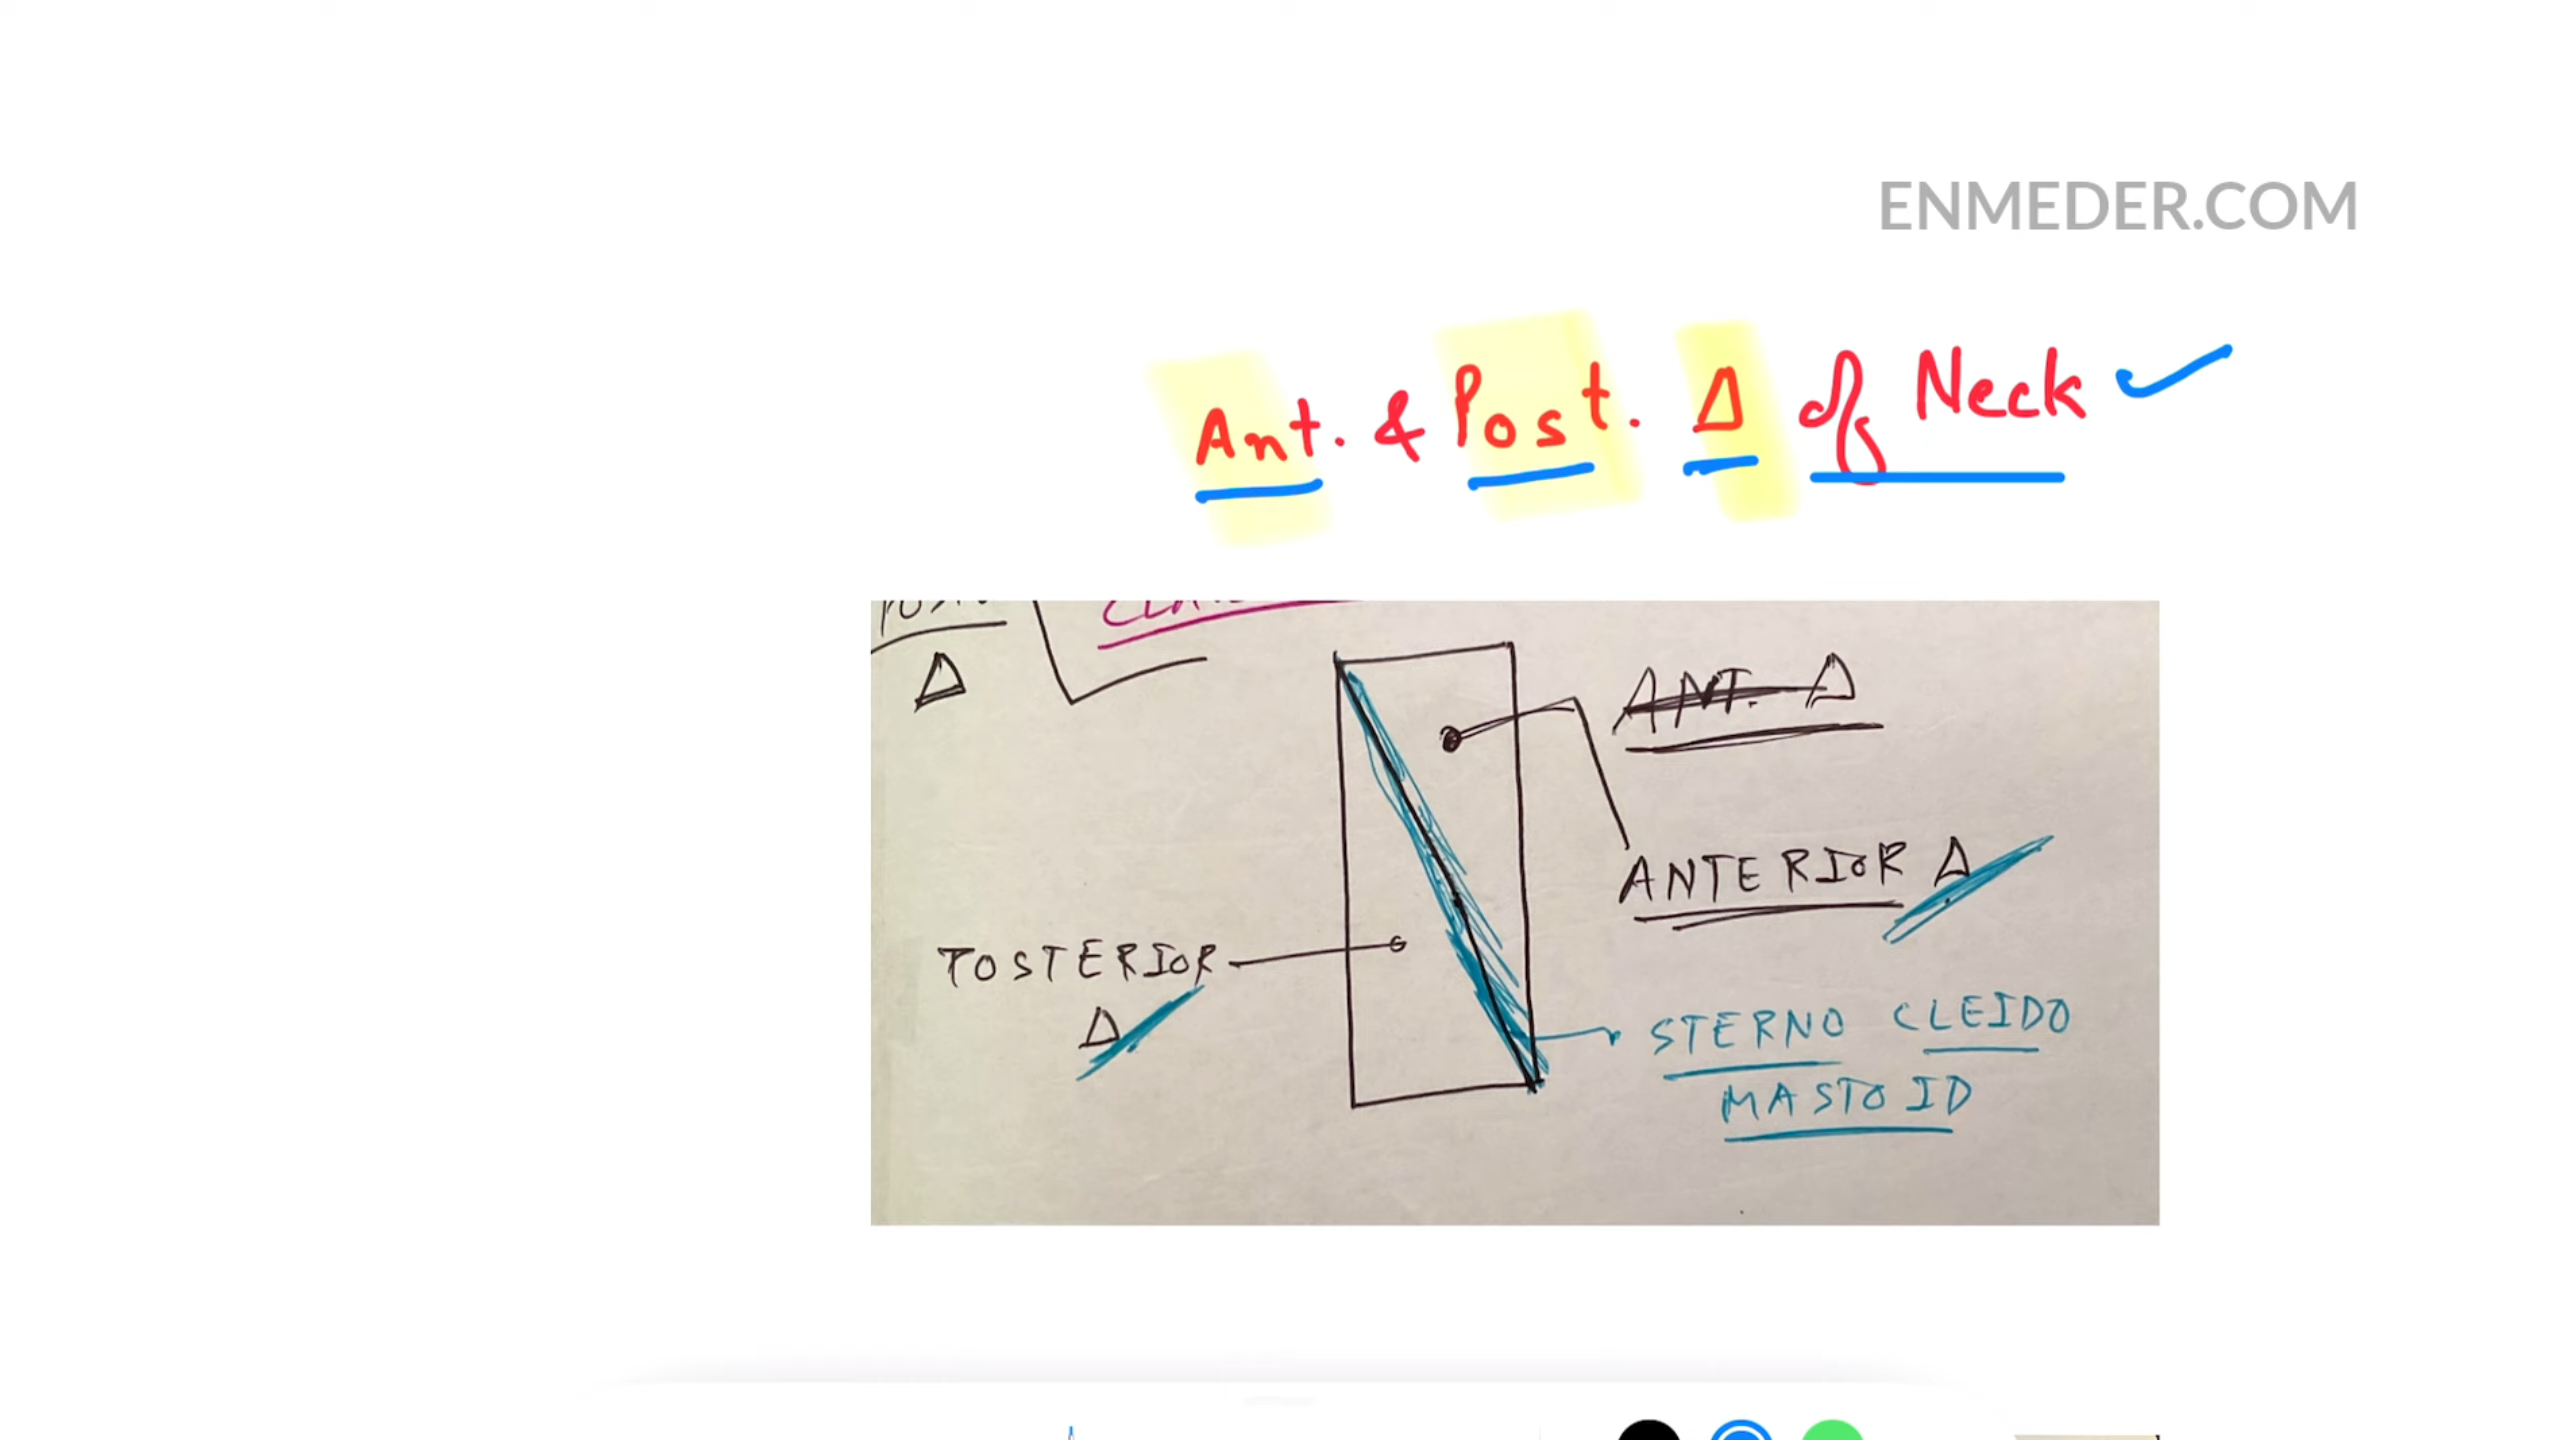 ENMEDER.COM
Ant. & Post. Δ of Neck
Δ
ANT. Δ
ANTERIOR Δ
POSTERIOR
Δ
STERNO CLEIDO
MASTOID